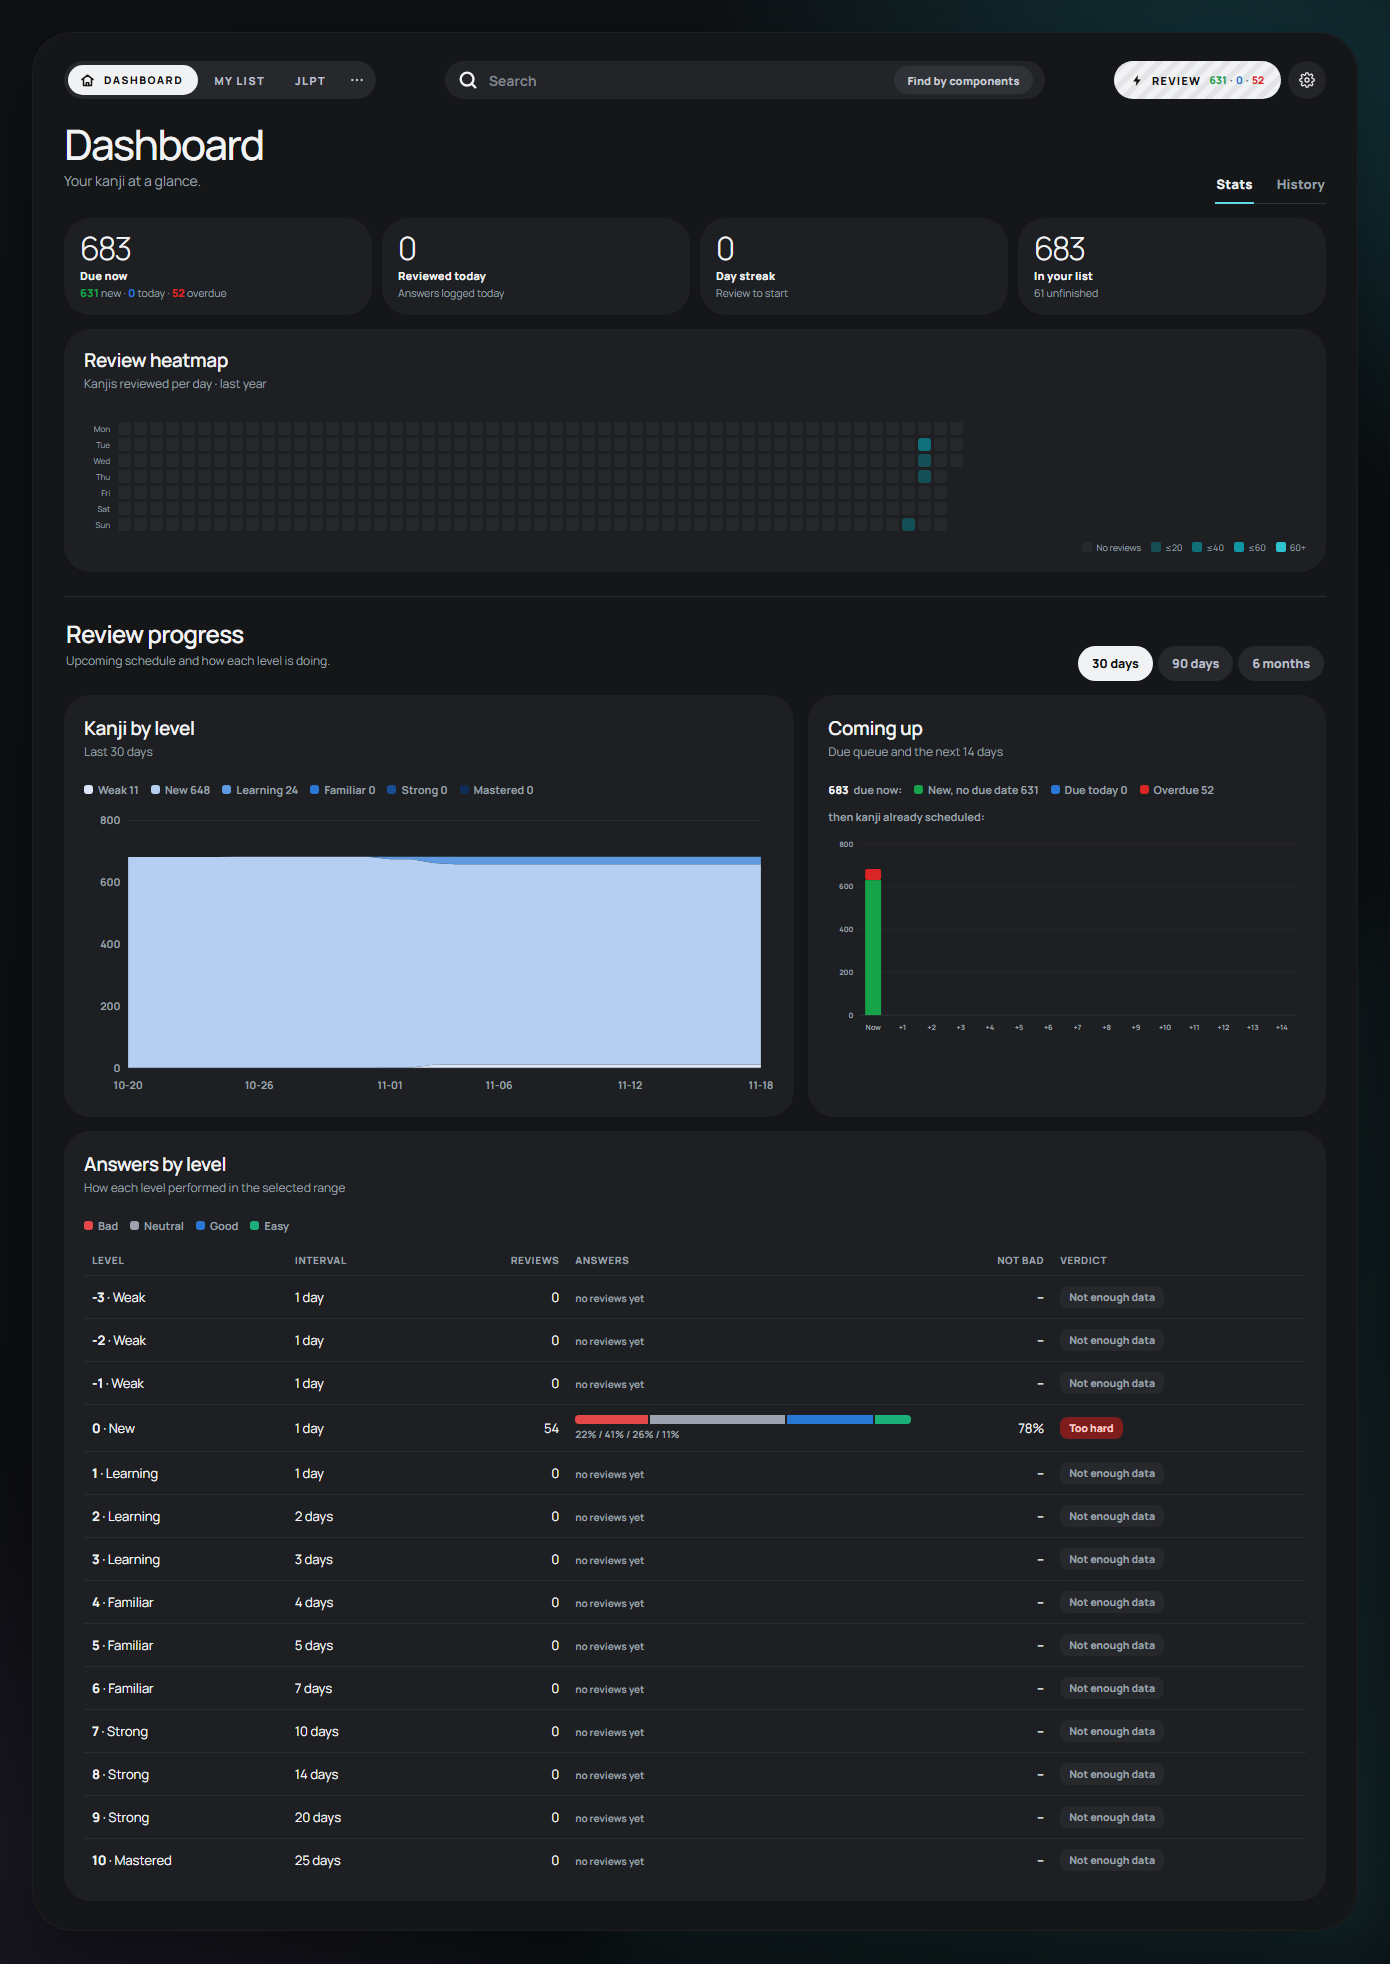 DASHBOARD MY LIST JLPT ···
Search Find by components
REVIEW 631 · 0 · 52
Dashboard
Your kanji at a glance.
Stats History
683
Due now
631 new · 0 today · 52 overdue
0
Reviewed today
Answers logged today
0
Day streak
Review to start
683
In your list
61 unfinished
Review heatmap
Kanjis reviewed per day · last year
Mon
Tue
Wed
Thu
Fri
Sat
Sun
No reviews ≤20 ≤40 ≤60 60+
Review progress
Upcoming schedule and how each level is doing.
30 days 90 days 6 months
Kanji by level
Last 30 days
Weak 11 New 648 Learning 24 Familiar 0 Strong 0 Mastered 0
800
600
400
200
0
10-20 10-26 11-01 11-06 11-12 11-18
Coming up
Due queue and the next 14 days
683 due now: New, no due date 631 Due today 0 Overdue 52
then kanji already scheduled:
800
600
400
200
0
Now +1 +2 +3 +4 +5 +6 +7 +8 +9 +10 +11 +12 +13 +14
Answers by level
How each level performed in the selected range
Bad Neutral Good Easy
LEVEL INTERVAL REVIEWS ANSWERS NOT BAD VERDICT
-3 · Weak 1 day 0 no reviews yet – Not enough data
-2 · Weak 1 day 0 no reviews yet – Not enough data
-1 · Weak 1 day 0 no reviews yet – Not enough data
0 · New 1 day 54 22% / 41% / 26% / 11% 78% Too hard
1 · Learning 1 day 0 no reviews yet – Not enough data
2 · Learning 2 days 0 no reviews yet – Not enough data
3 · Learning 3 days 0 no reviews yet – Not enough data
4 · Familiar 4 days 0 no reviews yet – Not enough data
5 · Familiar 5 days 0 no reviews yet – Not enough data
6 · Familiar 7 days 0 no reviews yet – Not enough data
7 · Strong 10 days 0 no reviews yet – Not enough data
8 · Strong 14 days 0 no reviews yet – Not enough data
9 · Strong 20 days 0 no reviews yet – Not enough data
10 · Mastered 25 days 0 no reviews yet – Not enough data